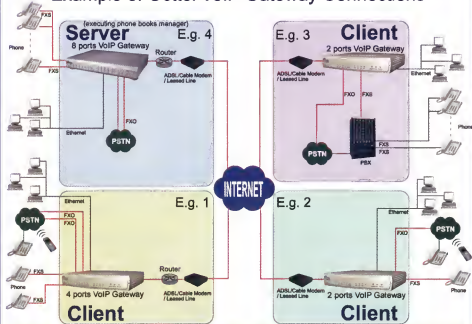 Example of Cottel VoIP Gateway Connections
(executing phone books manager)
Server
E.g. 4
8 ports VoIP Gateway
Router
ADSL/Cable Modem
/ Leased Line
FXS
Phone
FXS
Ethernet
FXO
PSTN
E.g. 3
Client
2 ports VoIP Gateway
ADSL/Cable Modem
/ Leased Line
Ethernet
FXO
FXS
PSTN
PBX
FXS
FXS
Phone
INTERNET
E.g. 1
Ethernet
PSTN
FXO
FXO
FXS
Phone
FXS
4 ports VoIP Gateway
Router
ADSL/Cable Modem
/ Leased Line
Client
E.g. 2
Ethernet
FXO
PSTN
FXS
Phone
ADSL/Cable Modem
/ Leased Line
2 ports VoIP Gateway
Client